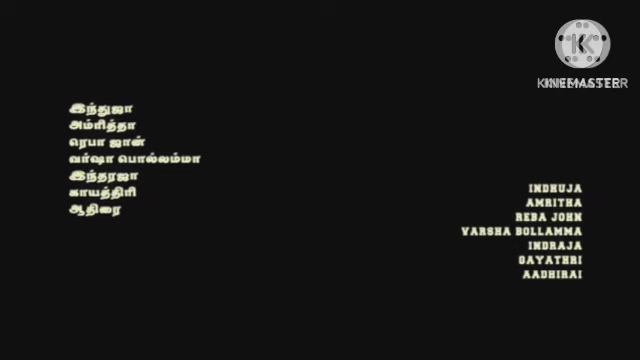 இந்துஜா
அம்ரித்தா
ரெபா ஜான்
வர்ஷா பொல்லம்மா
இந்தரஜா
காயத்திரி
ஆதிரை
INDHUJA
AMRITHA
REBA JOHN
VARSHA BOLLAMMA
INDRAJA
GAYATHRI
AADHIRAI
KINEMASTER